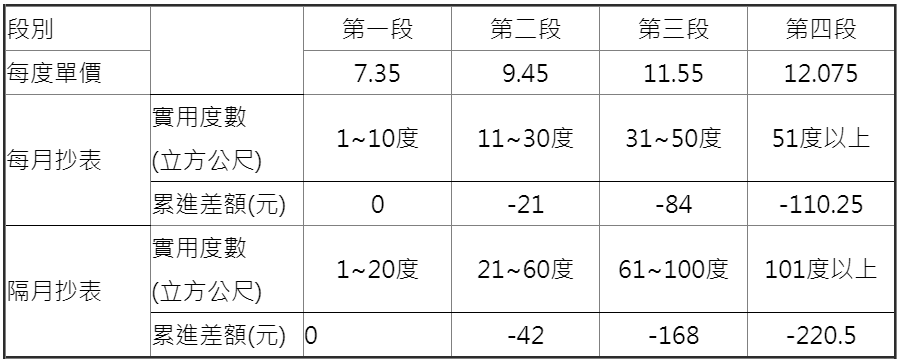 段別 第一段 第二段 第三段 第四段
每度單價 7.35 9.45 11.55 12.075
每月抄表 實用度數 (立方公尺) 1~10度 11~30度 31~50度 51度以上
累進差額(元) 0 -21 -84 -110.25
隔月抄表 實用度數 (立方公尺) 1~20度 21~60度 61~100度 101度以上
累進差額(元) 0 -42 -168 -220.5